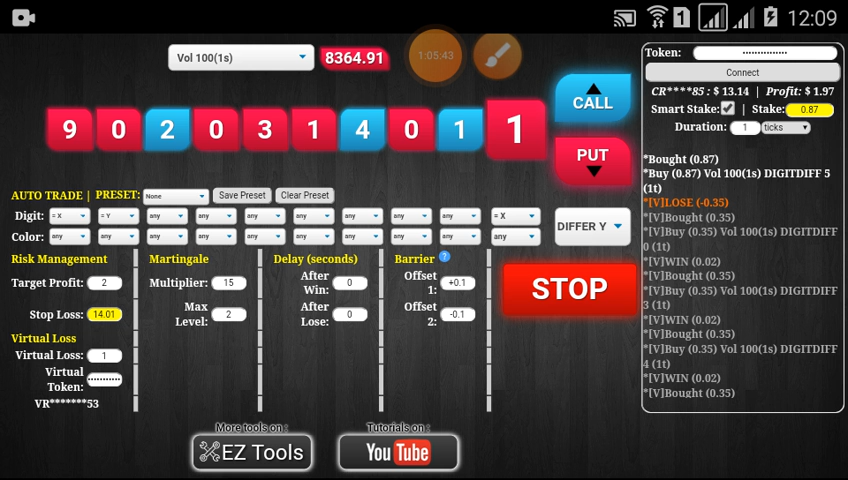 1 12:09
Vol 100(1s) 8364.91 1:05:43
Token: ••••••••••••••
Connect
CR****85 : $ 13.14 | Profit: $ 1.97
Smart Stake: | Stake: 0.87
Duration: 1 ticks
CALL
PUT
9 0 2 0 3 1 4 0 1 1
AUTO TRADE | PRESET: None Save Preset Clear Preset
Digit: = X = Y any any any any any any any = X
Color: any any any any any any any any any any
DIFFER Y
STOP
Risk Management
Target Profit: 2
Stop Loss: 14.01
Virtual Loss
Virtual Loss: 1
Virtual
Token: •••••••••••
VR*******53
Martingale
Multiplier: 15
Max
Level: 2
Delay (seconds)
After
Win: 0
After
Lose: 0
Barrier ?
Offset
1: +0.1
Offset
2: -0.1
*Bought (0.87)
*Buy (0.87) Vol 100(1s) DIGITDIFF 5
(1t)
*[V]LOSE (-0.35)
*[V]Bought (0.35)
*[V]Buy (0.35) Vol 100(1s) DIGITDIFF
0 (1t)
*[V]WIN (0.02)
*[V]Bought (0.35)
*[V]Buy (0.35) Vol 100(1s) DIGITDIFF
3 (1t)
*[V]WIN (0.02)
*[V]Bought (0.35)
*[V]Buy (0.35) Vol 100(1s) DIGITDIFF
4 (1t)
*[V]WIN (0.02)
*[V]Bought (0.35)
More tools on :
EZ Tools
Tutorials on :
YouTube